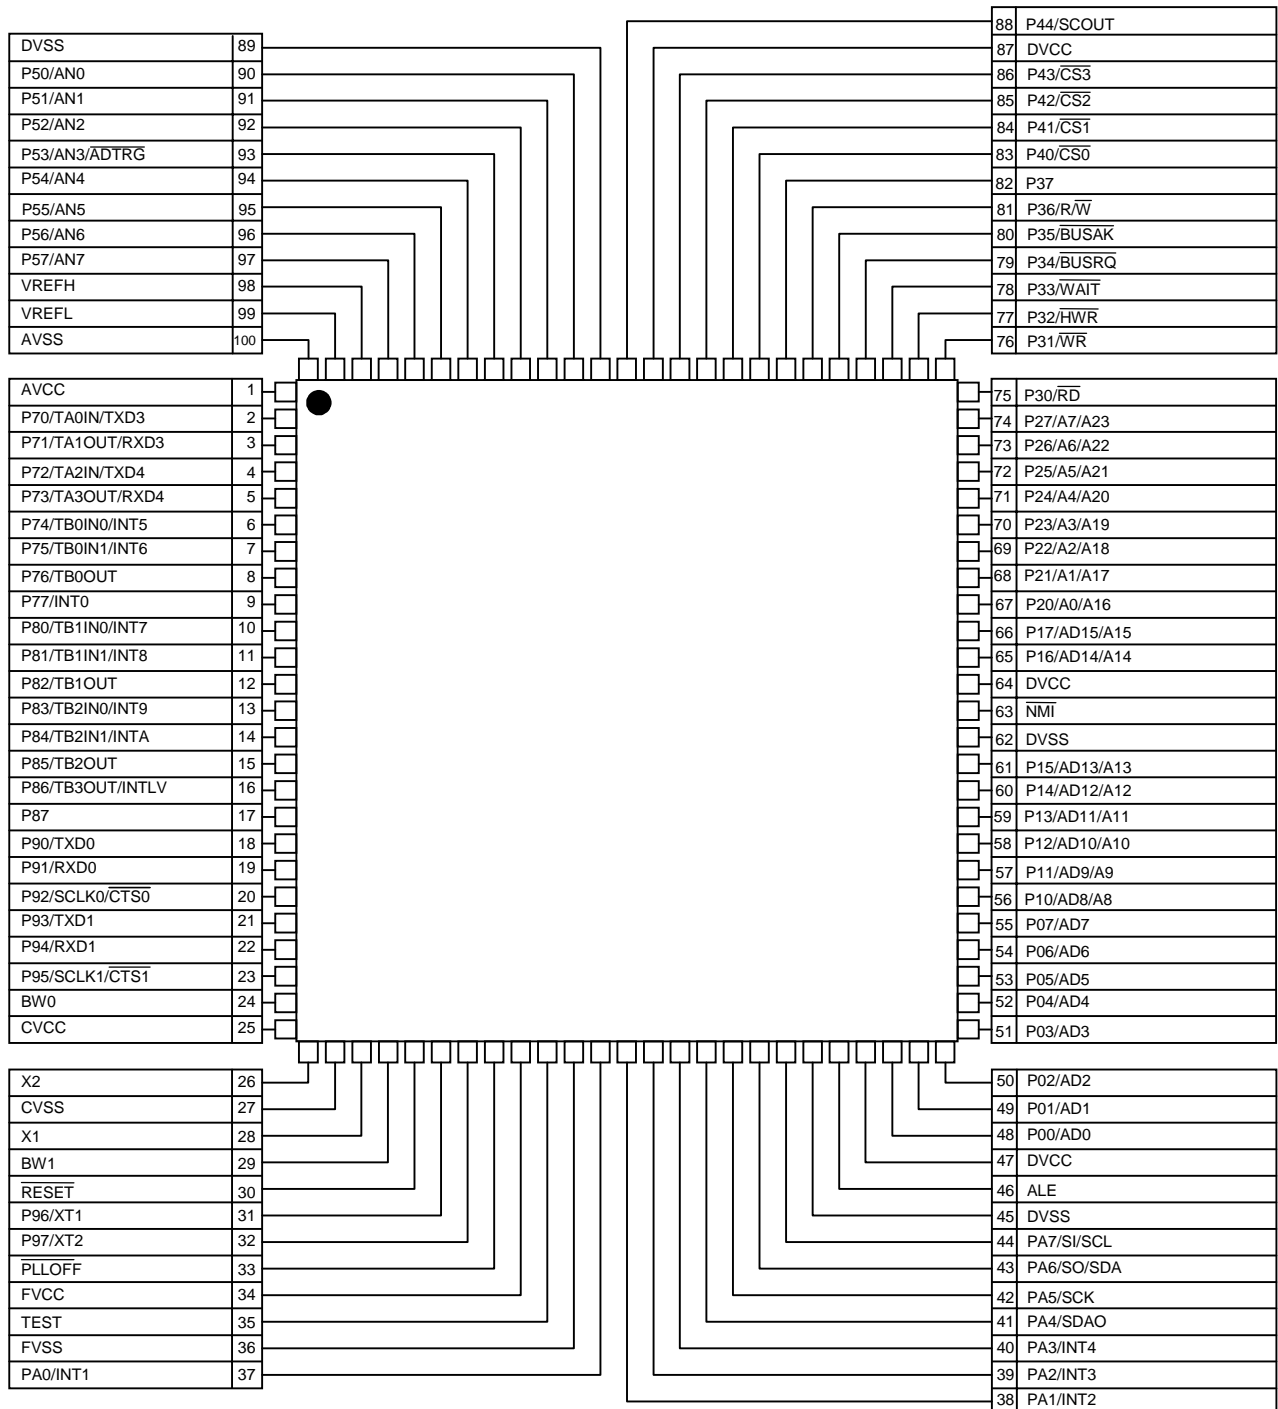 DVSS 89
P50/AN0 90
P51/AN1 91
P52/AN2 92
P53/AN3/ADTRG 93
P54/AN4 94
P55/AN5 95
P56/AN6 96
P57/AN7 97
VREFH 98
VREFL 99
AVSS 100
88 P44/SCOUT
87 DVCC
86 P43/CS3
85 P42/CS2
84 P41/CS1
83 P40/CS0
82 P37
81 P36/R/W
80 P35/BUSAK
79 P34/BUSRQ
78 P33/WAIT
77 P32/HWR
76 P31/WR
AVCC 1
P70/TA0IN/TXD3 2
P71/TA1OUT/RXD3 3
P72/TA2IN/TXD4 4
P73/TA3OUT/RXD4 5
P74/TB0IN0/INT5 6
P75/TB0IN1/INT6 7
P76/TB0OUT 8
P77/INT0 9
P80/TB1IN0/INT7 10
P81/TB1IN1/INT8 11
P82/TB1OUT 12
P83/TB2IN0/INT9 13
P84/TB2IN1/INTA 14
P85/TB2OUT 15
P86/TB3OUT/INTLV 16
P87 17
P90/TXD0 18
P91/RXD0 19
P92/SCLK0/CTS0 20
P93/TXD1 21
P94/RXD1 22
P95/SCLK1/CTS1 23
BW0 24
CVCC 25
75 P30/RD
74 P27/A7/A23
73 P26/A6/A22
72 P25/A5/A21
71 P24/A4/A20
70 P23/A3/A19
69 P22/A2/A18
68 P21/A1/A17
67 P20/A0/A16
66 P17/AD15/A15
65 P16/AD14/A14
64 DVCC
63 NMI
62 DVSS
61 P15/AD13/A13
60 P14/AD12/A12
59 P13/AD11/A11
58 P12/AD10/A10
57 P11/AD9/A9
56 P10/AD8/A8
55 P07/AD7
54 P06/AD6
53 P05/AD5
52 P04/AD4
51 P03/AD3
X2 26
CVSS 27
X1 28
BW1 29
RESET 30
P96/XT1 31
P97/XT2 32
PLLOFF 33
FVCC 34
TEST 35
FVSS 36
PA0/INT1 37
50 P02/AD2
49 P01/AD1
48 P00/AD0
47 DVCC
46 ALE
45 DVSS
44 PA7/SI/SCL
43 PA6/SO/SDA
42 PA5/SCK
41 PA4/SDAO
40 PA3/INT4
39 PA2/INT3
38 PA1/INT2